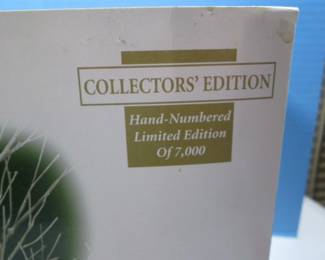 COLLECTORS' EDITION
Hand-Numbered
Limited Edition
Of 7,000